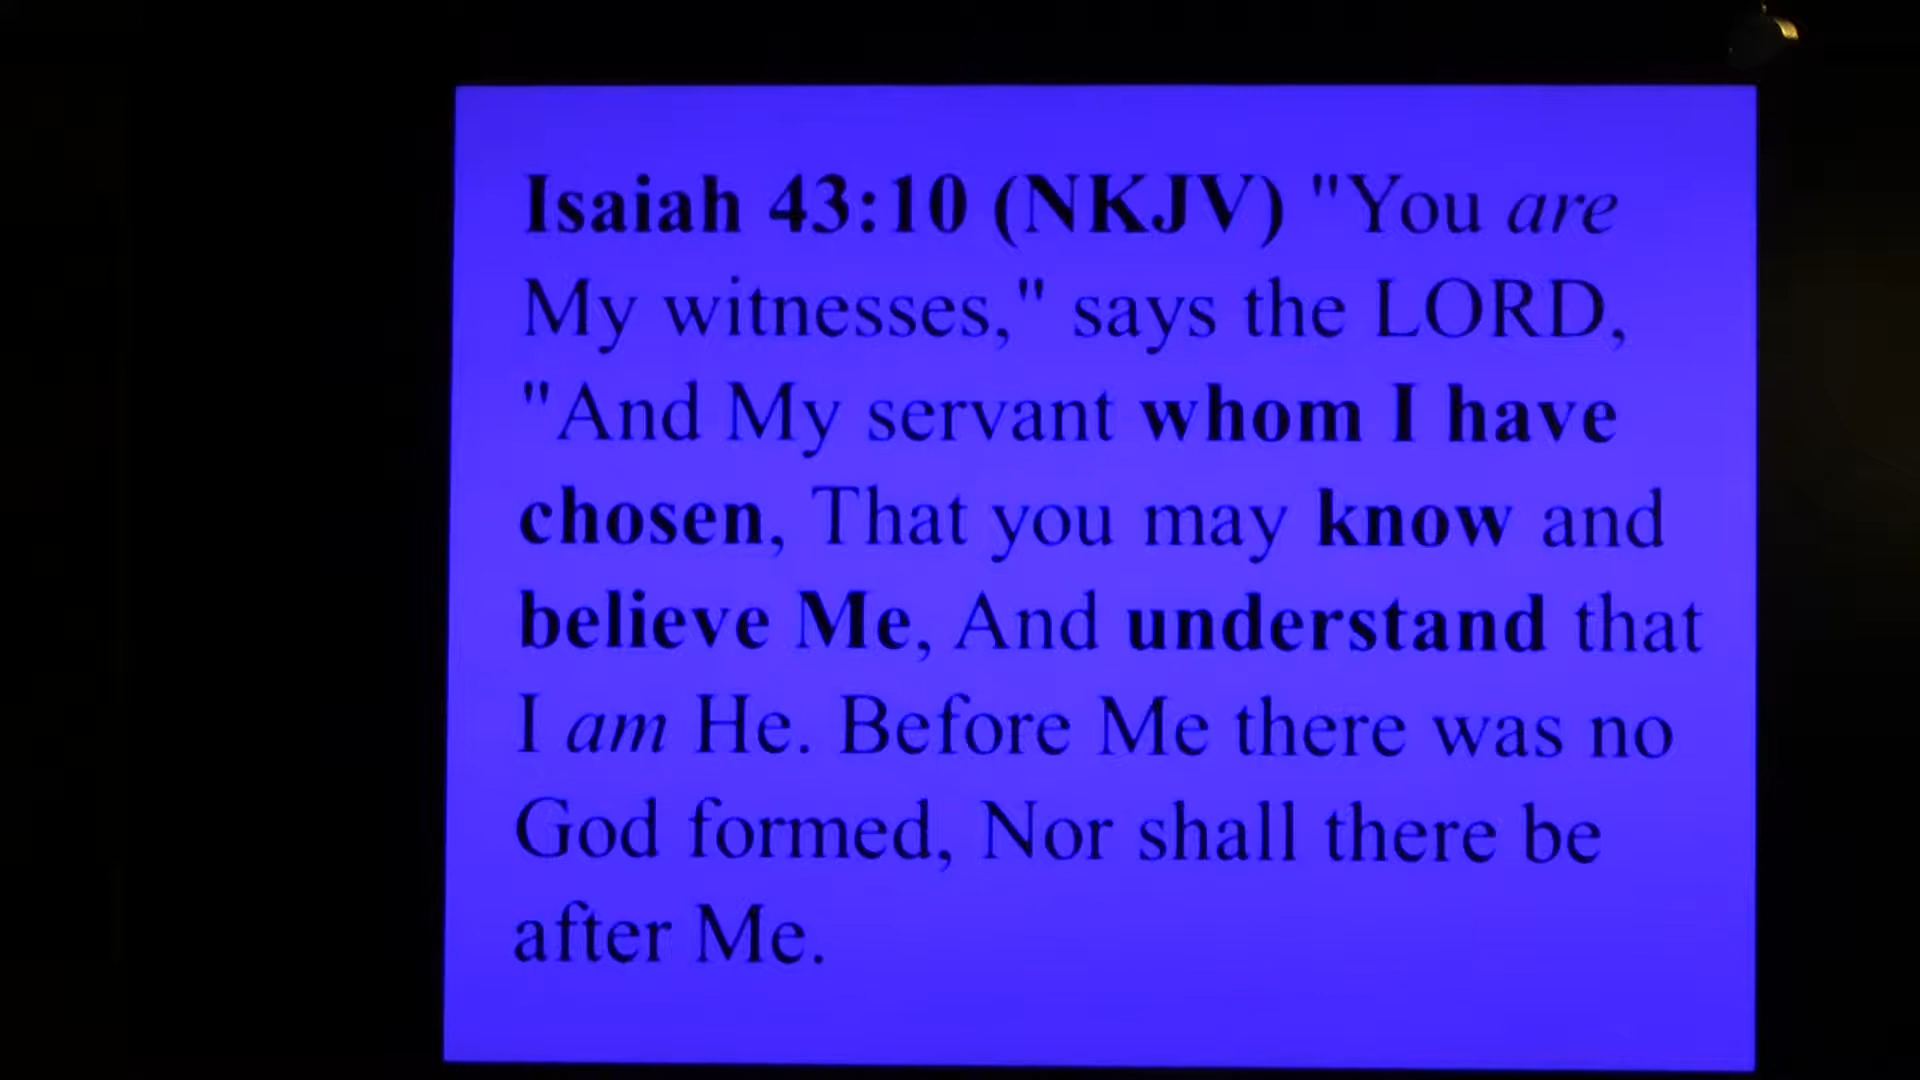 Isaiah 43:10 (NKJV) "You are
My witnesses," says the LORD,
"And My servant whom I have
chosen, That you may know and
believe Me, And understand that
I am He. Before Me there was no
God formed, Nor shall there be
after Me.